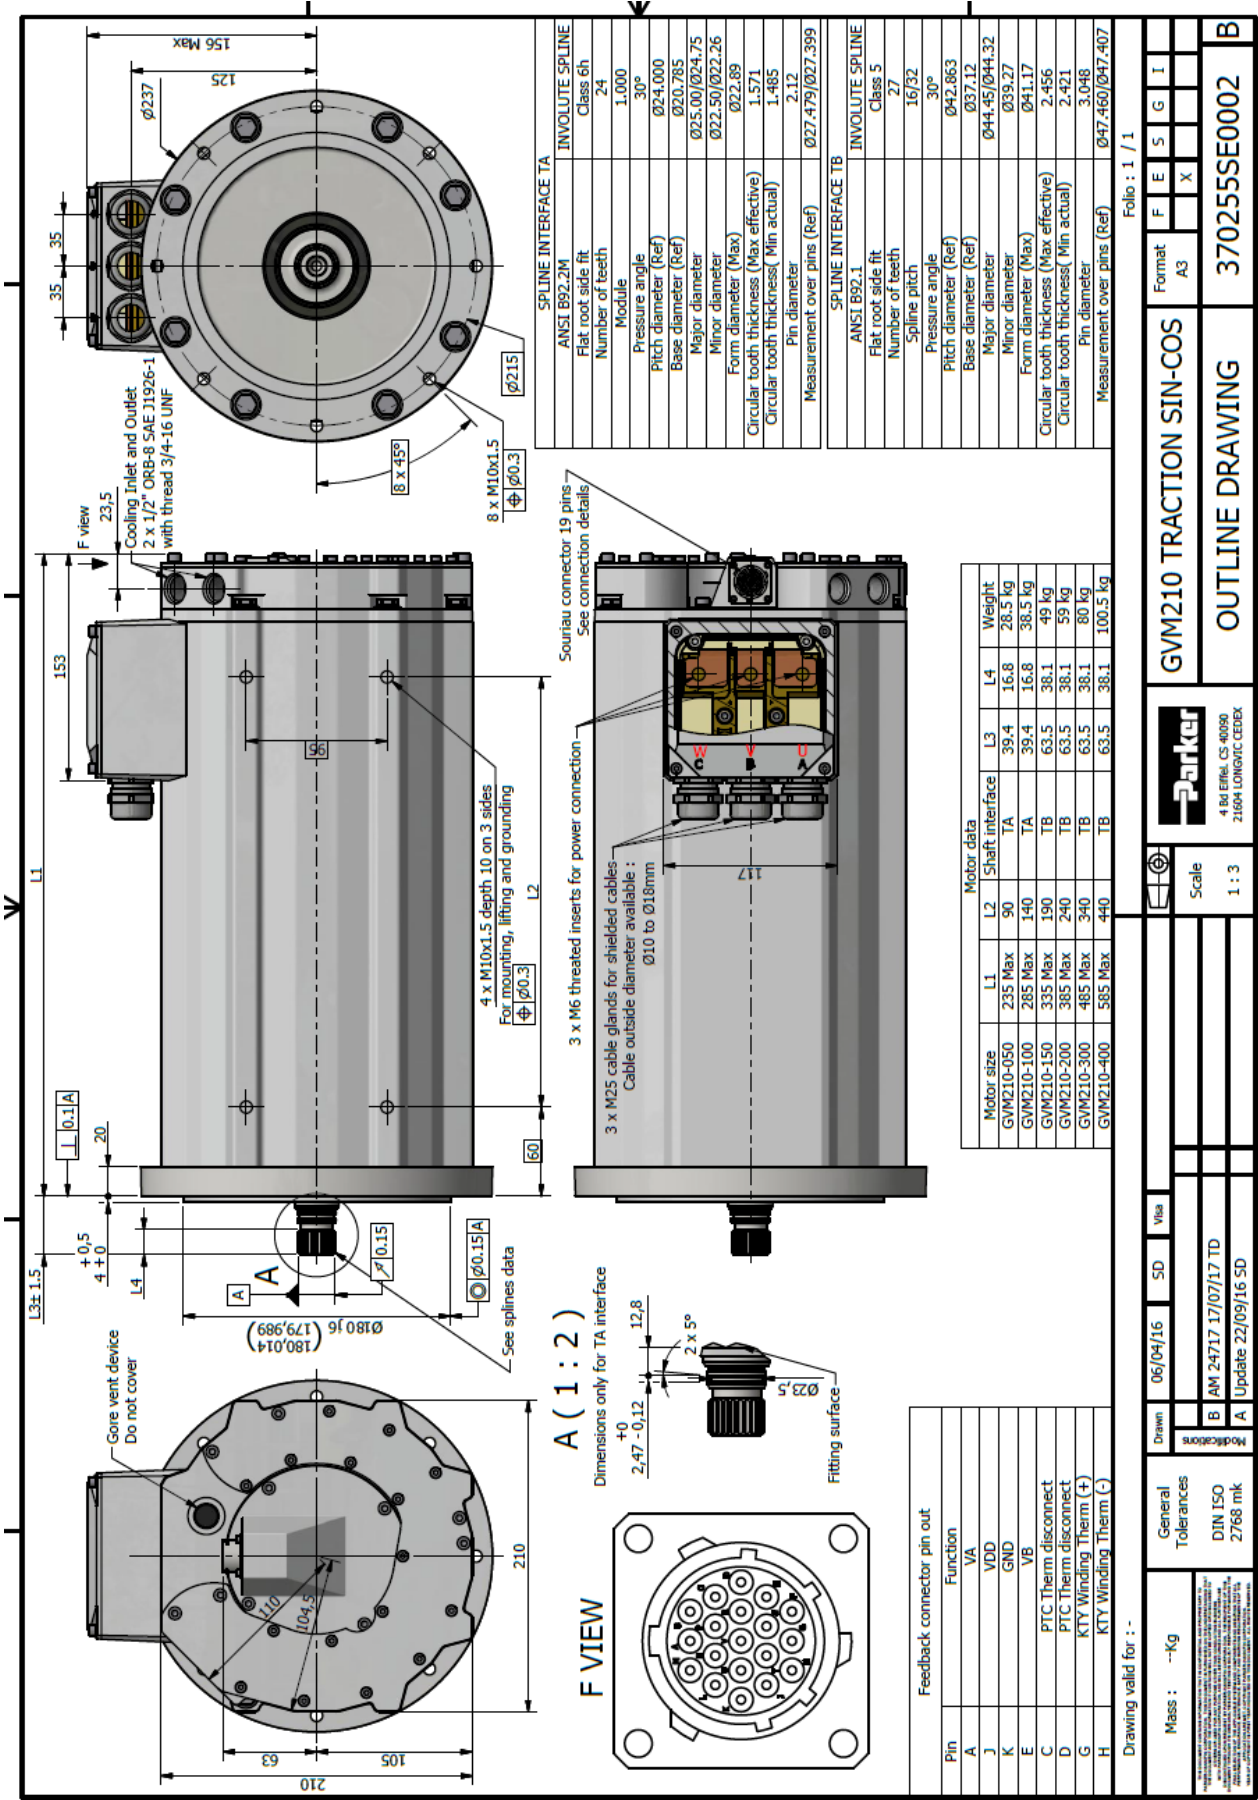 Gore vent device
Do not cover
110
104,5
63
105
210
210
L3± 1.5
+ 0,5
4 + 0
L4
20
⊥ 0.1 A
A
A
↗ 0.15
◎ Ø0.15 A
Ø180 j6 (180,014 179,989)
See splines data
L1
153
F view
23,5
Cooling Inlet and Outlet
2 x 1/2" ORB-8 SAE J1926-1
with thread 3/4-16 UNF
95
L2
60
4 x M10x1.5 depth 10 on 3 sides
For mounting, lifting and grounding
⌖ Ø0.3
156 Max
125
Ø237
35
35
8 x 45°
Ø215
8 x M10x1.5
⌖ Ø0.3
F VIEW
A ( 1 : 2 )
Dimensions only for TA interface
+0
2,47 - 0,12
12,8
2 x 5°
Ø23,5
Fitting surface
3 x M6 threated inserts for power connection
3 x M25 cable glands for shielded cables
Cable outside diameter available :
Ø10 to Ø18mm
117
W V U
C B A
Souriau connector 19 pins
See connection details
SPLINE INTERFACE TA
ANSI B92.2M INVOLUTE SPLINE
Flat root side fit Class 6h
Number of teeth 24
Module 1.000
Pressure angle 30°
Pitch diameter (Ref) Ø24.000
Base diameter (Ref) Ø20.785
Major diameter Ø25.00/Ø24.75
Minor diameter Ø22.50/Ø22.26
Form diameter (Max) Ø22.89
Circular tooth thickness (Max effective) 1.571
Circular tooth thickness( Min actual) 1.485
Pin diameter 2.12
Measurement over pins (Ref) Ø27.479/Ø27.399
SPLINE INTERFACE TB
ANSI B92.1 INVOLUTE SPLINE
Flat root side fit Class 5
Number of teeth 27
Spline pitch 16/32
Pressure angle 30°
Pitch diameter (Ref) Ø42.863
Base diameter (Ref) Ø37.12
Major diameter Ø44.45/Ø44.32
Minor diameter Ø39.27
Form diameter (Max) Ø41.17
Circular tooth thickness (Max effective) 2.456
Circular tooth thickness( Min actual) 2.421
Pin diameter 3.048
Measurement over pins (Ref) Ø47.460/Ø47.407
Feedback connector pin out
Pin Function
A VA
J VDD
K GND
E VB
C PTC Therm disconnect
D PTC Therm disconnect
G KTY Winding Therm (+)
H KTY Winding Therm (-)
Motor data
Motor size L1 L2 Shaft interface L3 L4 Weight
GVM210-050 235 Max 90 TA 39.4 16.8 28.5 kg
GVM210-100 285 Max 140 TA 39.4 16.8 38.5 kg
GVM210-150 335 Max 190 TB 63.5 38.1 49 kg
GVM210-200 385 Max 240 TB 63.5 38.1 59 kg
GVM210-300 485 Max 340 TB 63.5 38.1 80 kg
GVM210-400 585 Max 440 TB 63.5 38.1 100.5 kg
Drawing valid for : -
Folio : 1 / 1
Mass : --Kg
General
Tolerances
DIN ISO
2768 mk
Drawn 06/04/16 SD Visa
Modifications
B AM 24717 17/07/17 TD
A Update 22/09/16 SD
Scale
1 : 3
Parker
4 Bd Eiffel, CS 40090
21604 LONGVIC CEDEX
GVM210 TRACTION SIN-COS
OUTLINE DRAWING
Format
A3
F E S G I
X
370255SE0002 B